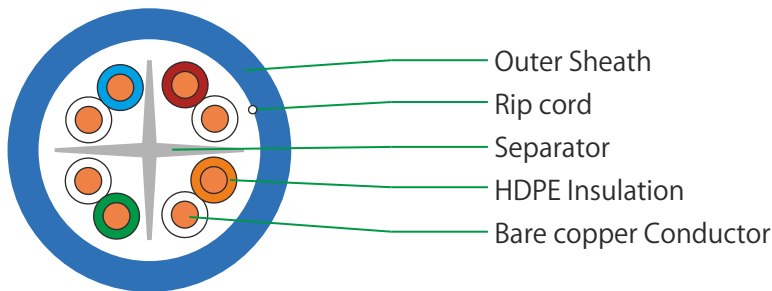 Outer Sheath
Rip cord
Separator
HDPE Insulation
Bare copper Conductor